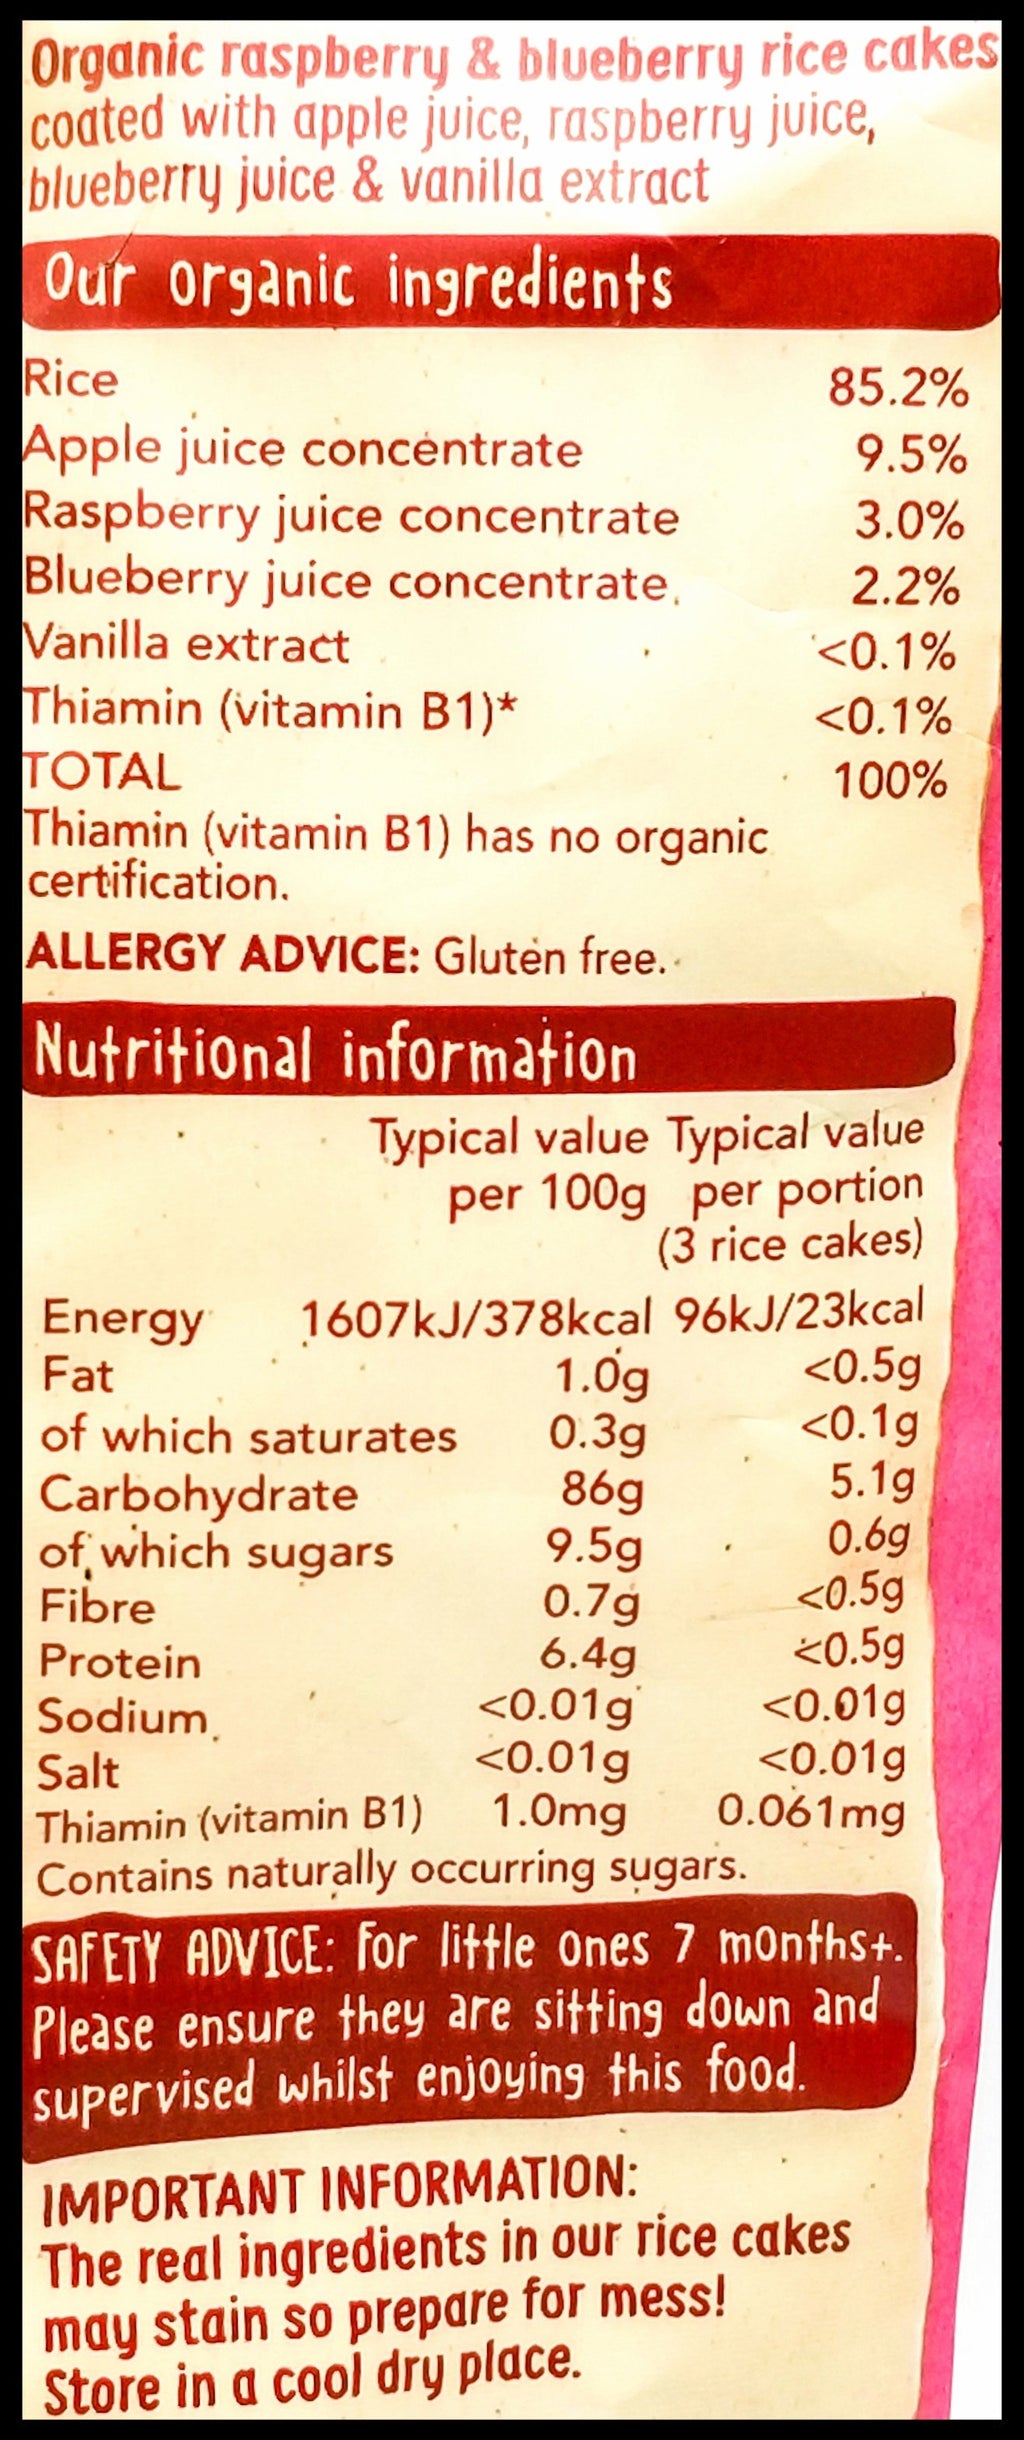 Organic raspberry & blueberry rice cakes
coated with apple juice, raspberry juice,
blueberry juice & vanilla extract
Our organic ingredients
Rice 85.2%
Apple juice concentrate 9.5%
Raspberry juice concentrate 3.0%
Blueberry juice concentrate 2.2%
Vanilla extract <0.1%
Thiamin (vitamin B1)* <0.1%
TOTAL 100%
Thiamin (vitamin B1) has no organic
certification.
ALLERGY ADVICE: Gluten free.
Nutritional information
Typical value Typical value
per 100g per portion
(3 rice cakes)
Energy 1607kJ/378kcal 96kJ/23kcal
Fat 1.0g <0.5g
of which saturates 0.3g <0.1g
Carbohydrate 86g 5.1g
of which sugars 9.5g 0.6g
Fibre 0.7g <0.5g
Protein 6.4g <0.5g
Sodium <0.01g <0.01g
Salt <0.01g <0.01g
Thiamin (vitamin B1) 1.0mg 0.061mg
Contains naturally occurring sugars.
SAFETY ADVICE: For little ones 7 months+.
Please ensure they are sitting down and
supervised whilst enjoying this food.
IMPORTANT INFORMATION:
The real ingredients in our rice cakes
may stain so prepare for mess!
Store in a cool dry place.